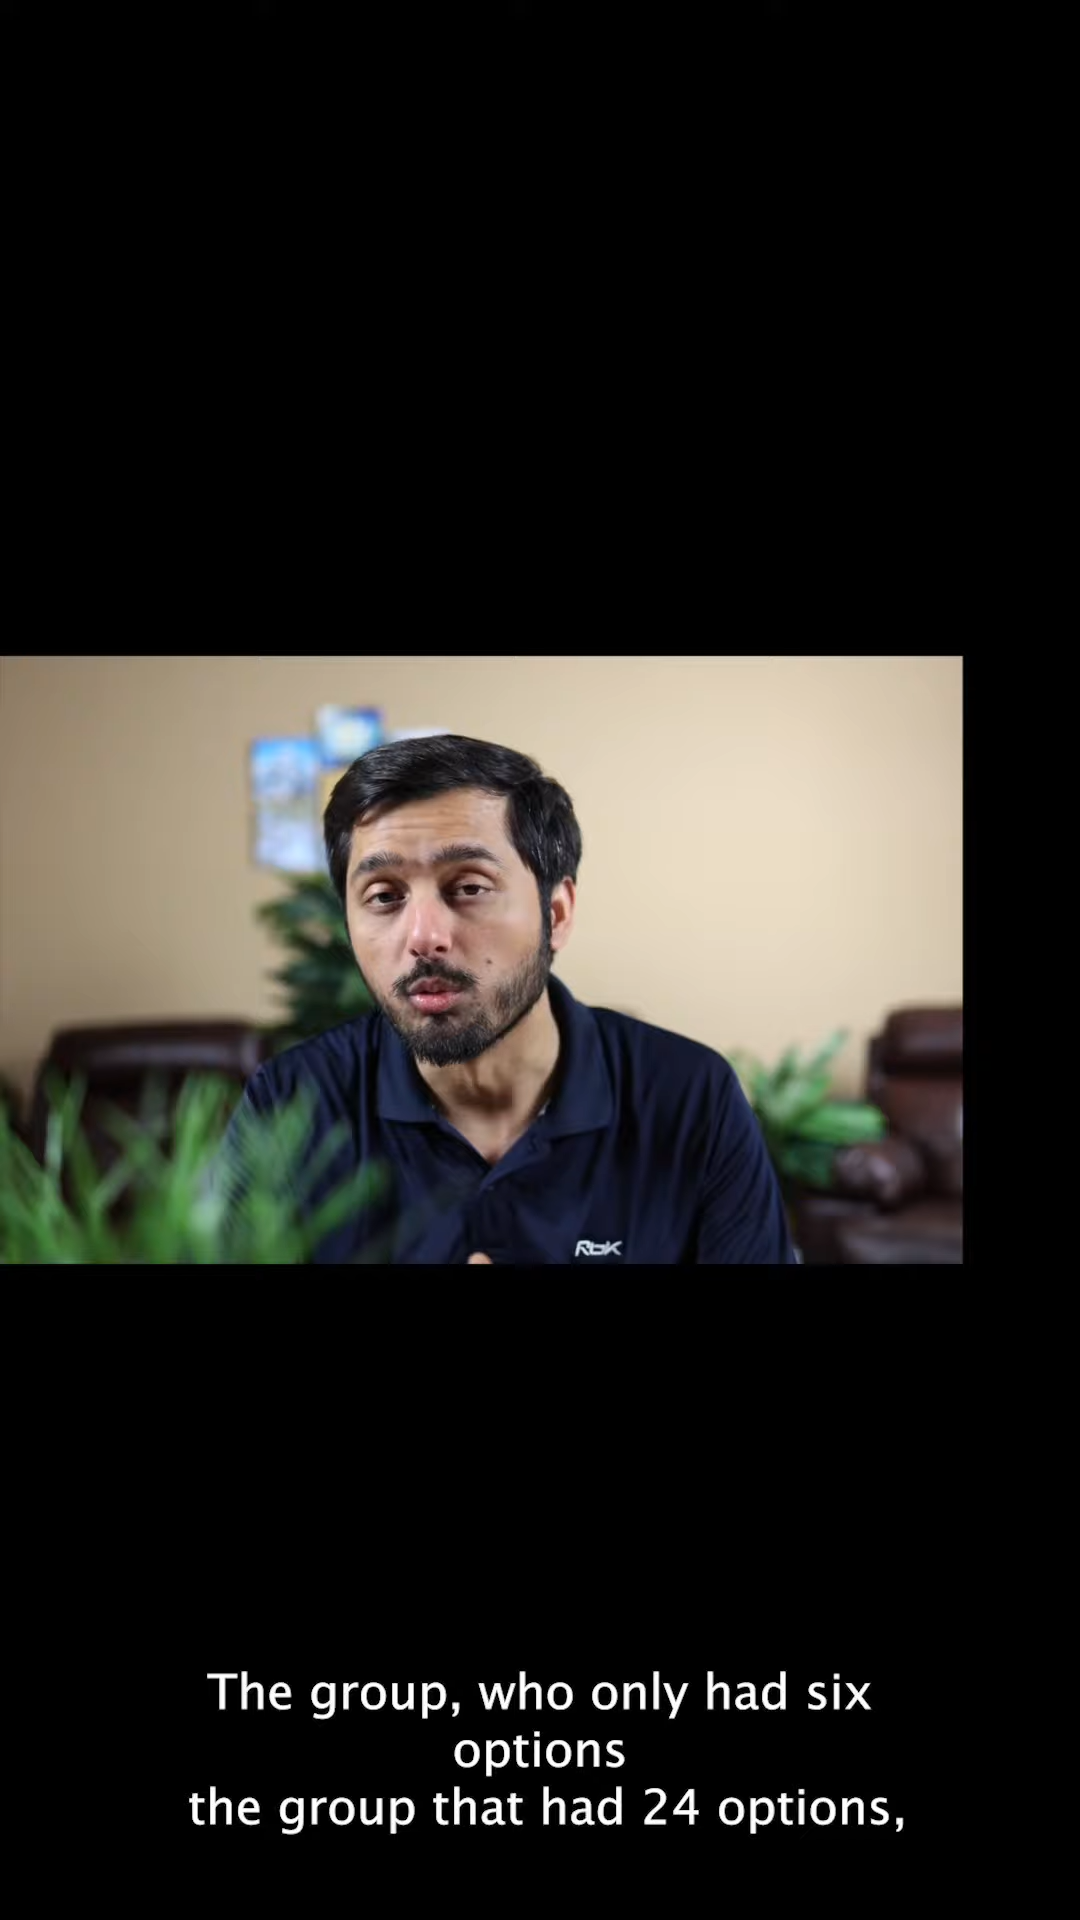 RbK
The group, who only had six
options
the group that had 24 options,